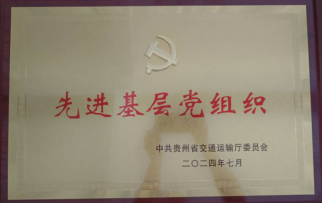 先进基层党组织
中共贵州省交通运输厅委员会
二〇二四年七月